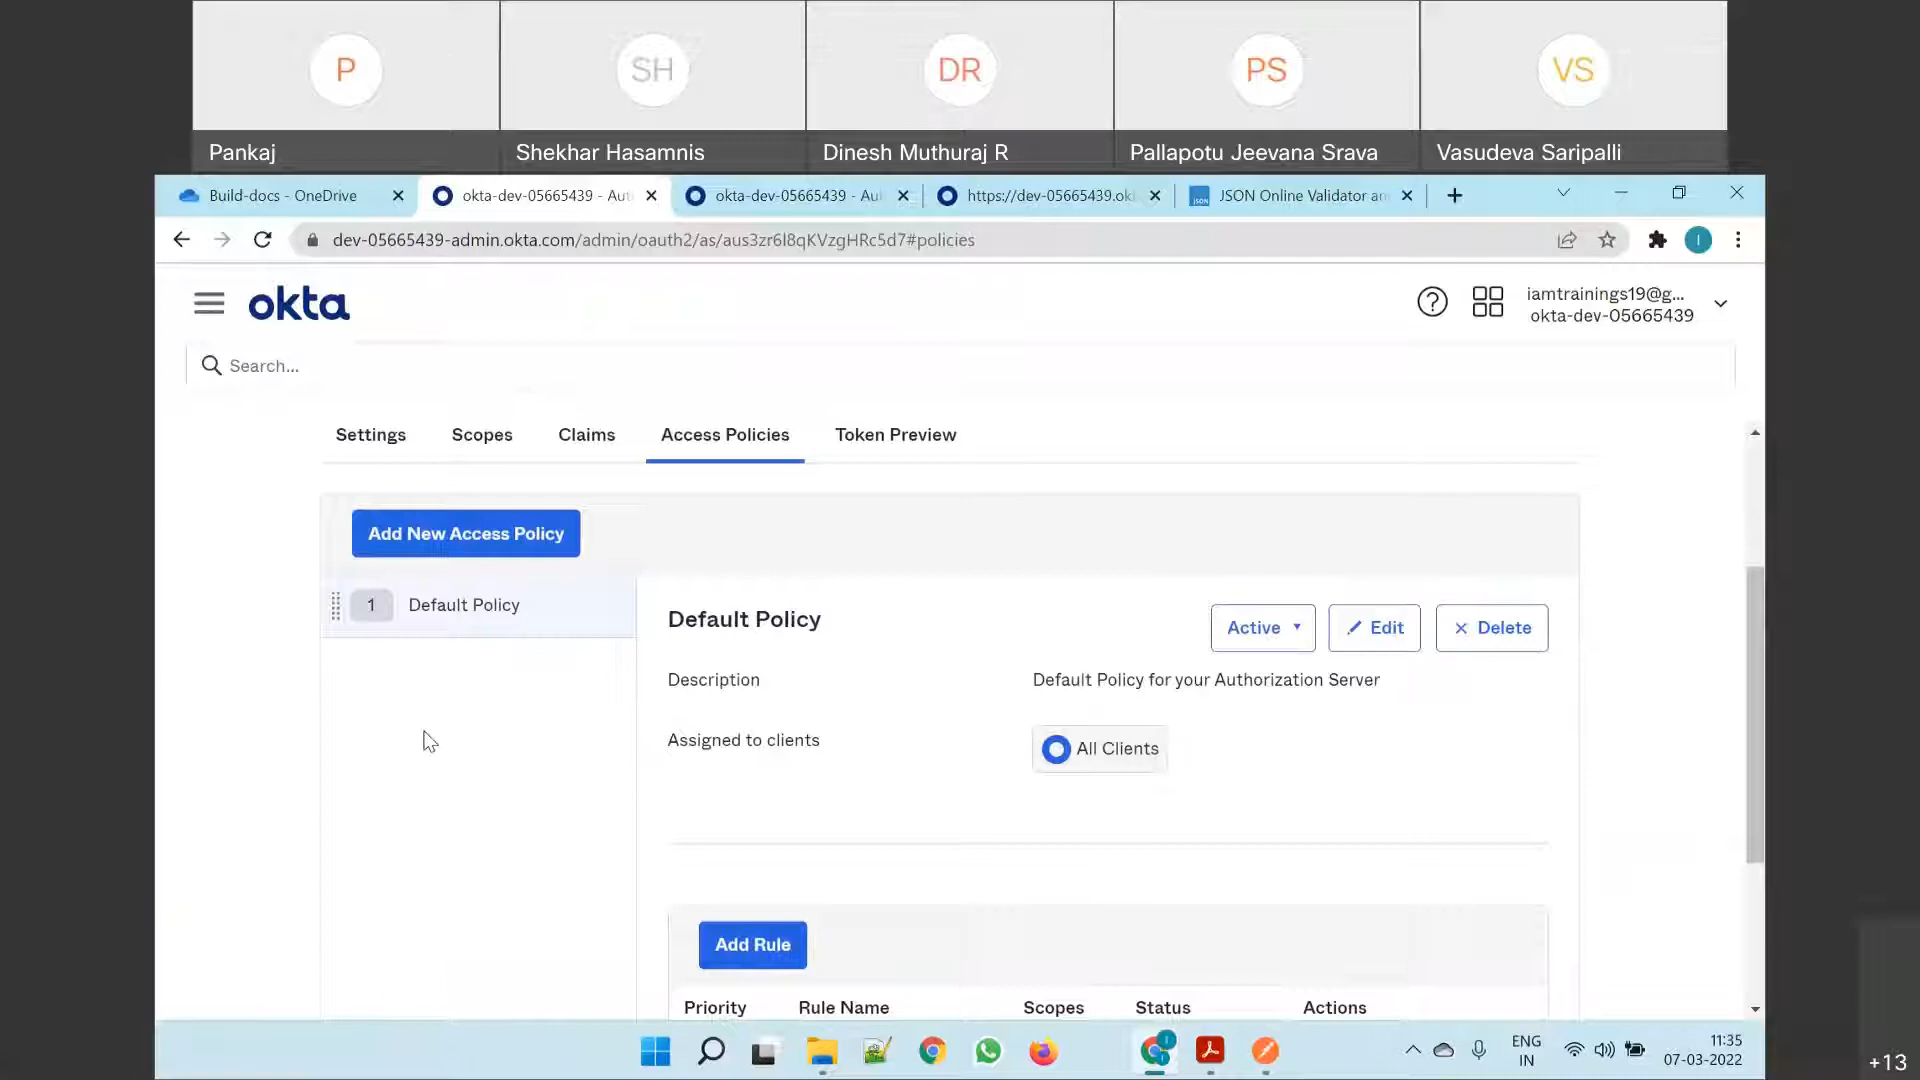 P
SH
DR
PS
VS
Pankaj
Shekhar Hasamnis
Dinesh Muthuraj R
Pallapotu Jeevana Srava
Vasudeva Saripalli
Build-docs - OneDrive
okta-dev-05665439 - Aut
okta-dev-05665439 - Au
https://dev-05665439.ok
JSON Online Validator an
dev-05665439-admin.okta.com/admin/oauth2/as/aus3zr6l8qKVzgHRc5d7#policies
I
okta
iamtrainings19@g...
okta-dev-05665439
Search...
Settings
Scopes
Claims
Access Policies
Token Preview
Add New Access Policy
1
Default Policy
Default Policy
Active
Edit
Delete
Description
Default Policy for your Authorization Server
Assigned to clients
All Clients
Add Rule
Priority
Rule Name
Scopes
Status
Actions
ENG
IN
11:35
07-03-2022
+13